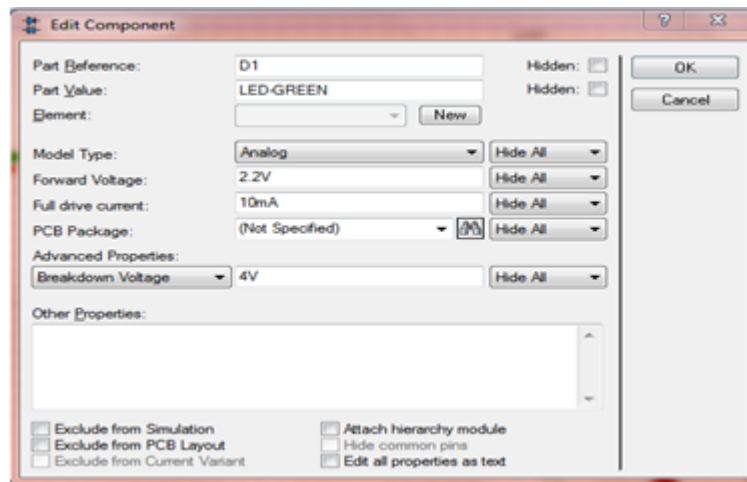 Edit Component
Part Reference: D1 Hidden: OK
Part Value: LED-GREEN Hidden: Cancel
Element: New
Model Type: Analog Hide All
Forward Voltage: 2.2V Hide All
Full drive current: 10mA Hide All
PCB Package: (Not Specified) Hide All
Advanced Properties:
Breakdown Voltage 4V Hide All
Other Properties:
Exclude from Simulation Attach hierarchy module
Exclude from PCB Layout Hide common pins
Exclude from Current Variant Edit all properties as text